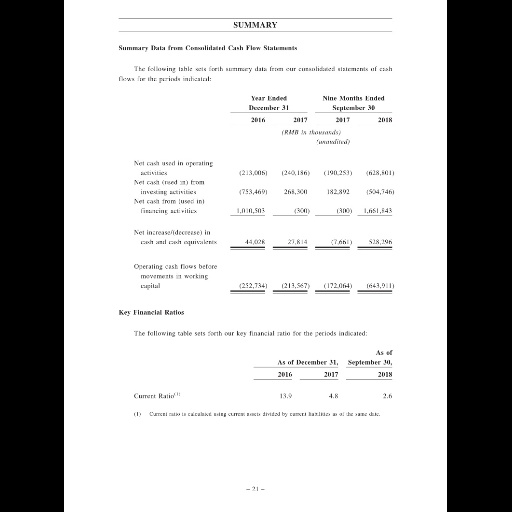 SUMMARY
Summary Data from Consolidated Cash Flow Statements
The following table sets forth summary data from our consolidated statements of cash
flows for the periods indicated:
Year Ended Nine Months Ended
December 31 September 30
2016 2017 2017 2018
(RMB in thousands)
(unaudited)
Net cash used in operating
activities (213,006) (240,186) (190,253) (628,801)
Net cash (used in) from
investing activities (753,469) 268,300 182,892 (504,746)
Net cash from (used in)
financing activities 1,010,503 (300) (300) 1,661,843
Net increase/(decrease) in
cash and cash equivalents 44,028 27,814 (7,661) 528,296
Operating cash flows before
movements in working
capital (252,734) (213,567) (172,064) (643,911)
Key Financial Ratios
The following table sets forth our key financial ratio for the periods indicated:
As of
As of December 31, September 30,
2016 2017 2018
Current Ratio(1) 13.9 4.8 2.6
(1) Current ratio is calculated using current assets divided by current liabilities as of the same date.
– 21 –